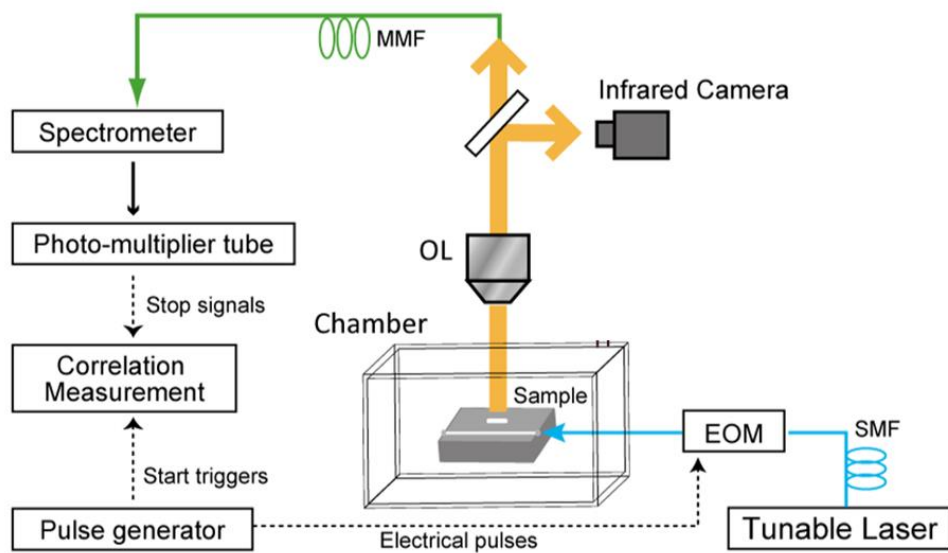 MMF
Infrared Camera
Spectrometer
Photo-multiplier tube
OL
Stop signals
Chamber
Correlation
Measurement
Sample
EOM
SMF
Start triggers
Pulse generator
Electrical pulses
Tunable Laser